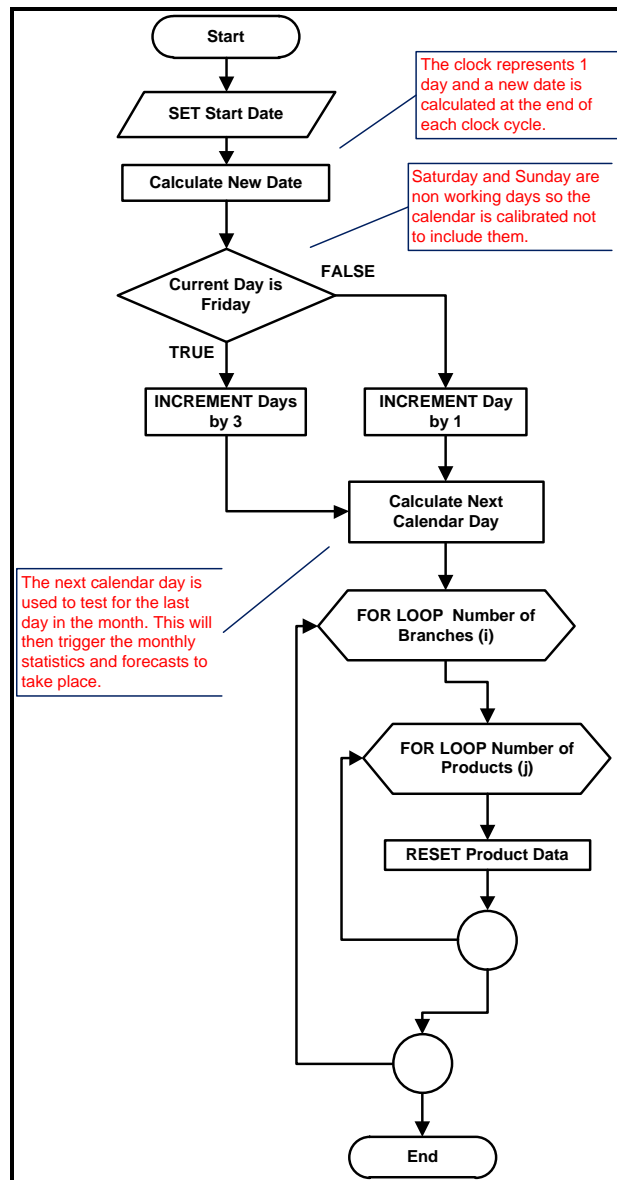 Start
The clock represents 1
day and a new date is
calculated at the end of
each clock cycle.
SET Start Date
Calculate New Date
Saturday and Sunday are
non working days so the
calendar is calibrated not
to include them.
Current Day is
Friday
FALSE
TRUE
INCREMENT Days
by 3
INCREMENT Day
by 1
Calculate Next
Calendar Day
The next calendar day is
used to test for the last
day in the month. This will
then trigger the monthly
statistics and forecasts to
take place.
FOR LOOP Number of
Branches (i)
FOR LOOP Number of
Products (j)
RESET Product Data
End